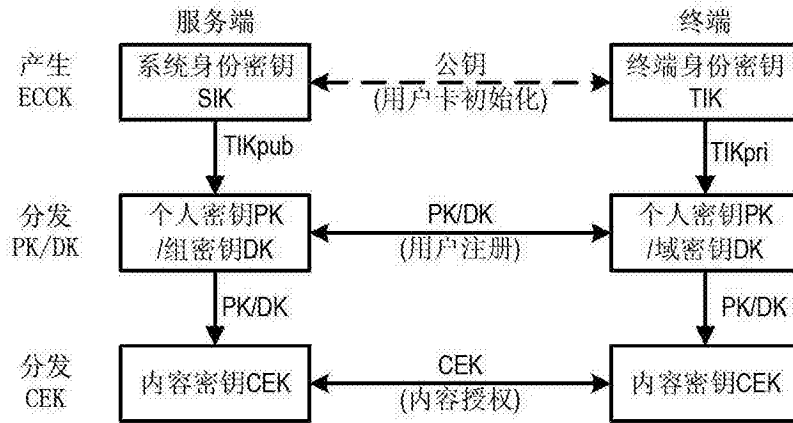 服务端
终端
产生
ECCK
系统身份密钥
SIK
公钥
(用户卡初始化)
终端身份密钥
TIK
TIKpub
TIKpri
分发
PK/DK
个人密钥PK
/组密钥DK
PK/DK
(用户注册)
个人密钥PK
/域密钥DK
PK/DK
PK/DK
分发
CEK
内容密钥CEK
CEK
(内容授权)
内容密钥CEK